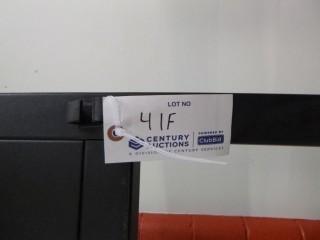 LOT NO
41F
CENTURY
AUCTIONS
A DIVISION OF CENTURY SERVICES
POWERED BY
ClubBid